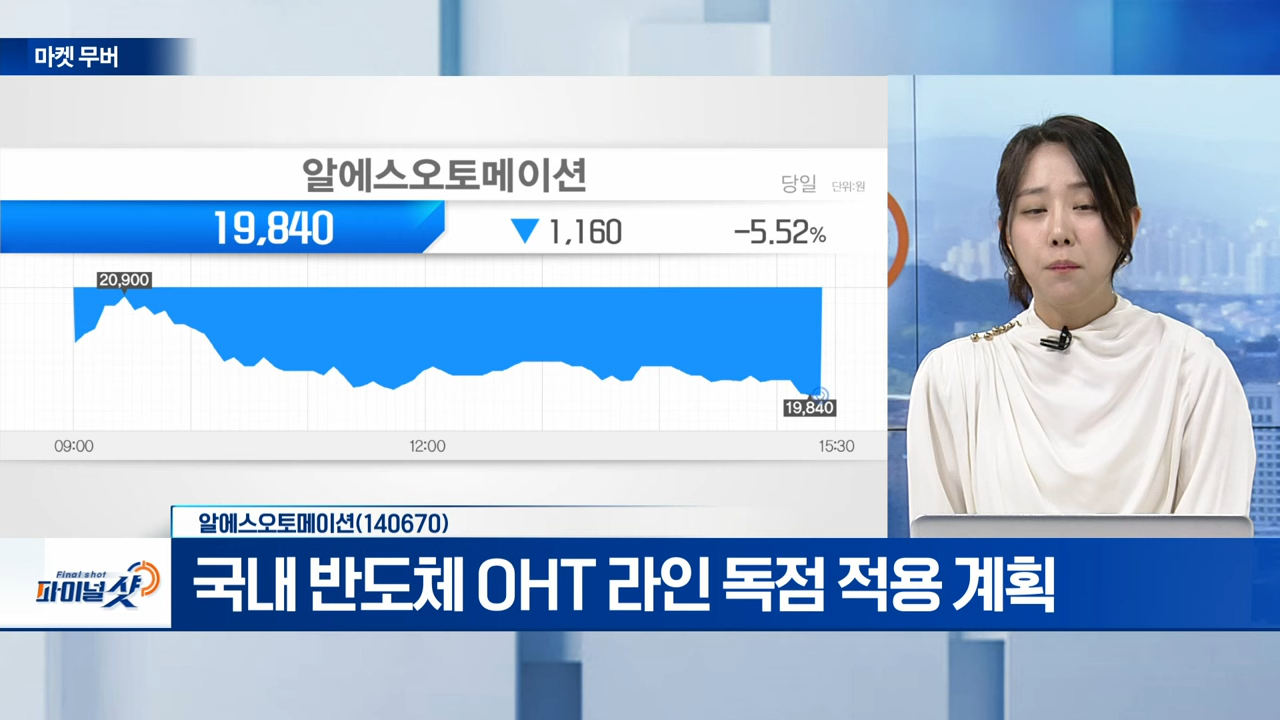 마켓 무버
알에스오토메이션
당일 단위:원
19,840 ▼ 1,160 -5.52%
20,900
19,840
09:00 12:00 15:30
알에스오토메이션(140670)
Final shot
파이널샷
국내 반도체 OHT 라인 독점 적용 계획